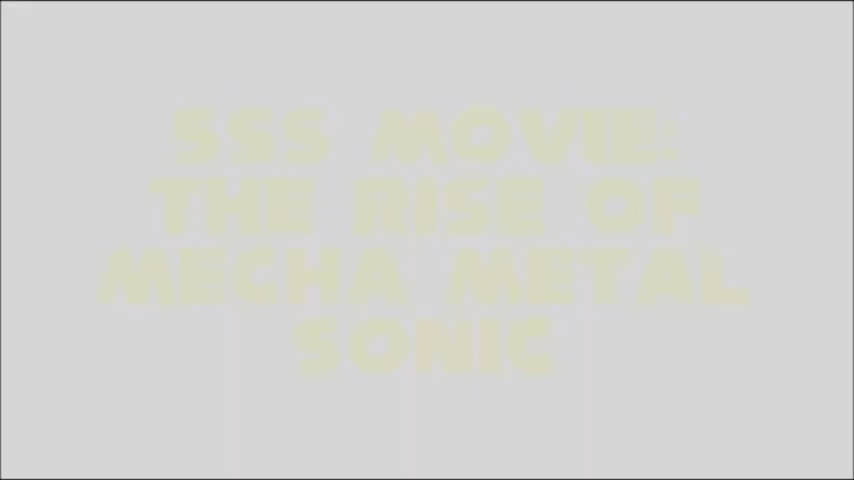 SSS MOVIE:
THE RISE OF
MECHA METAL
SONIC